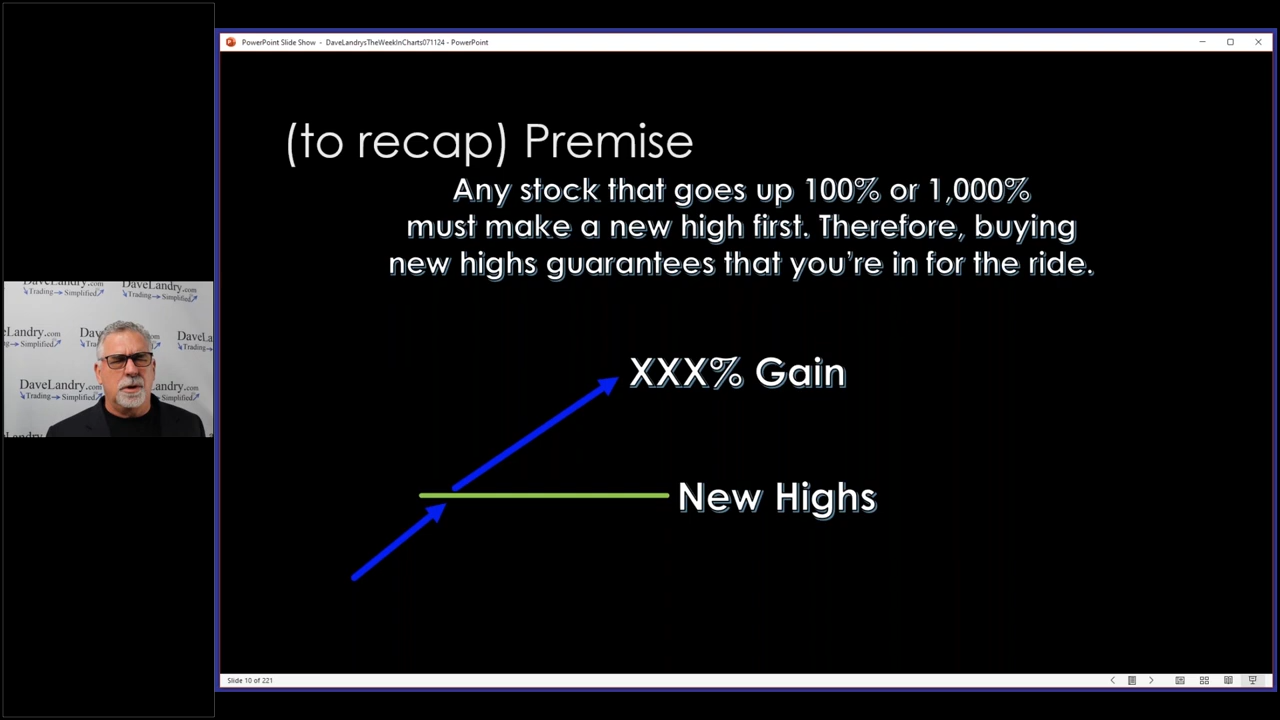 PowerPoint Slide Show - DaveLandrysTheWeekInCharts071124 - PowerPoint
(to recap) Premise
Any stock that goes up 100% or 1,000%
must make a new high first. Therefore, buying
new highs guarantees that you're in for the ride.
XXX% Gain
New Highs
DaveLandry.com
Trading Simplified
Slide 10 of 221